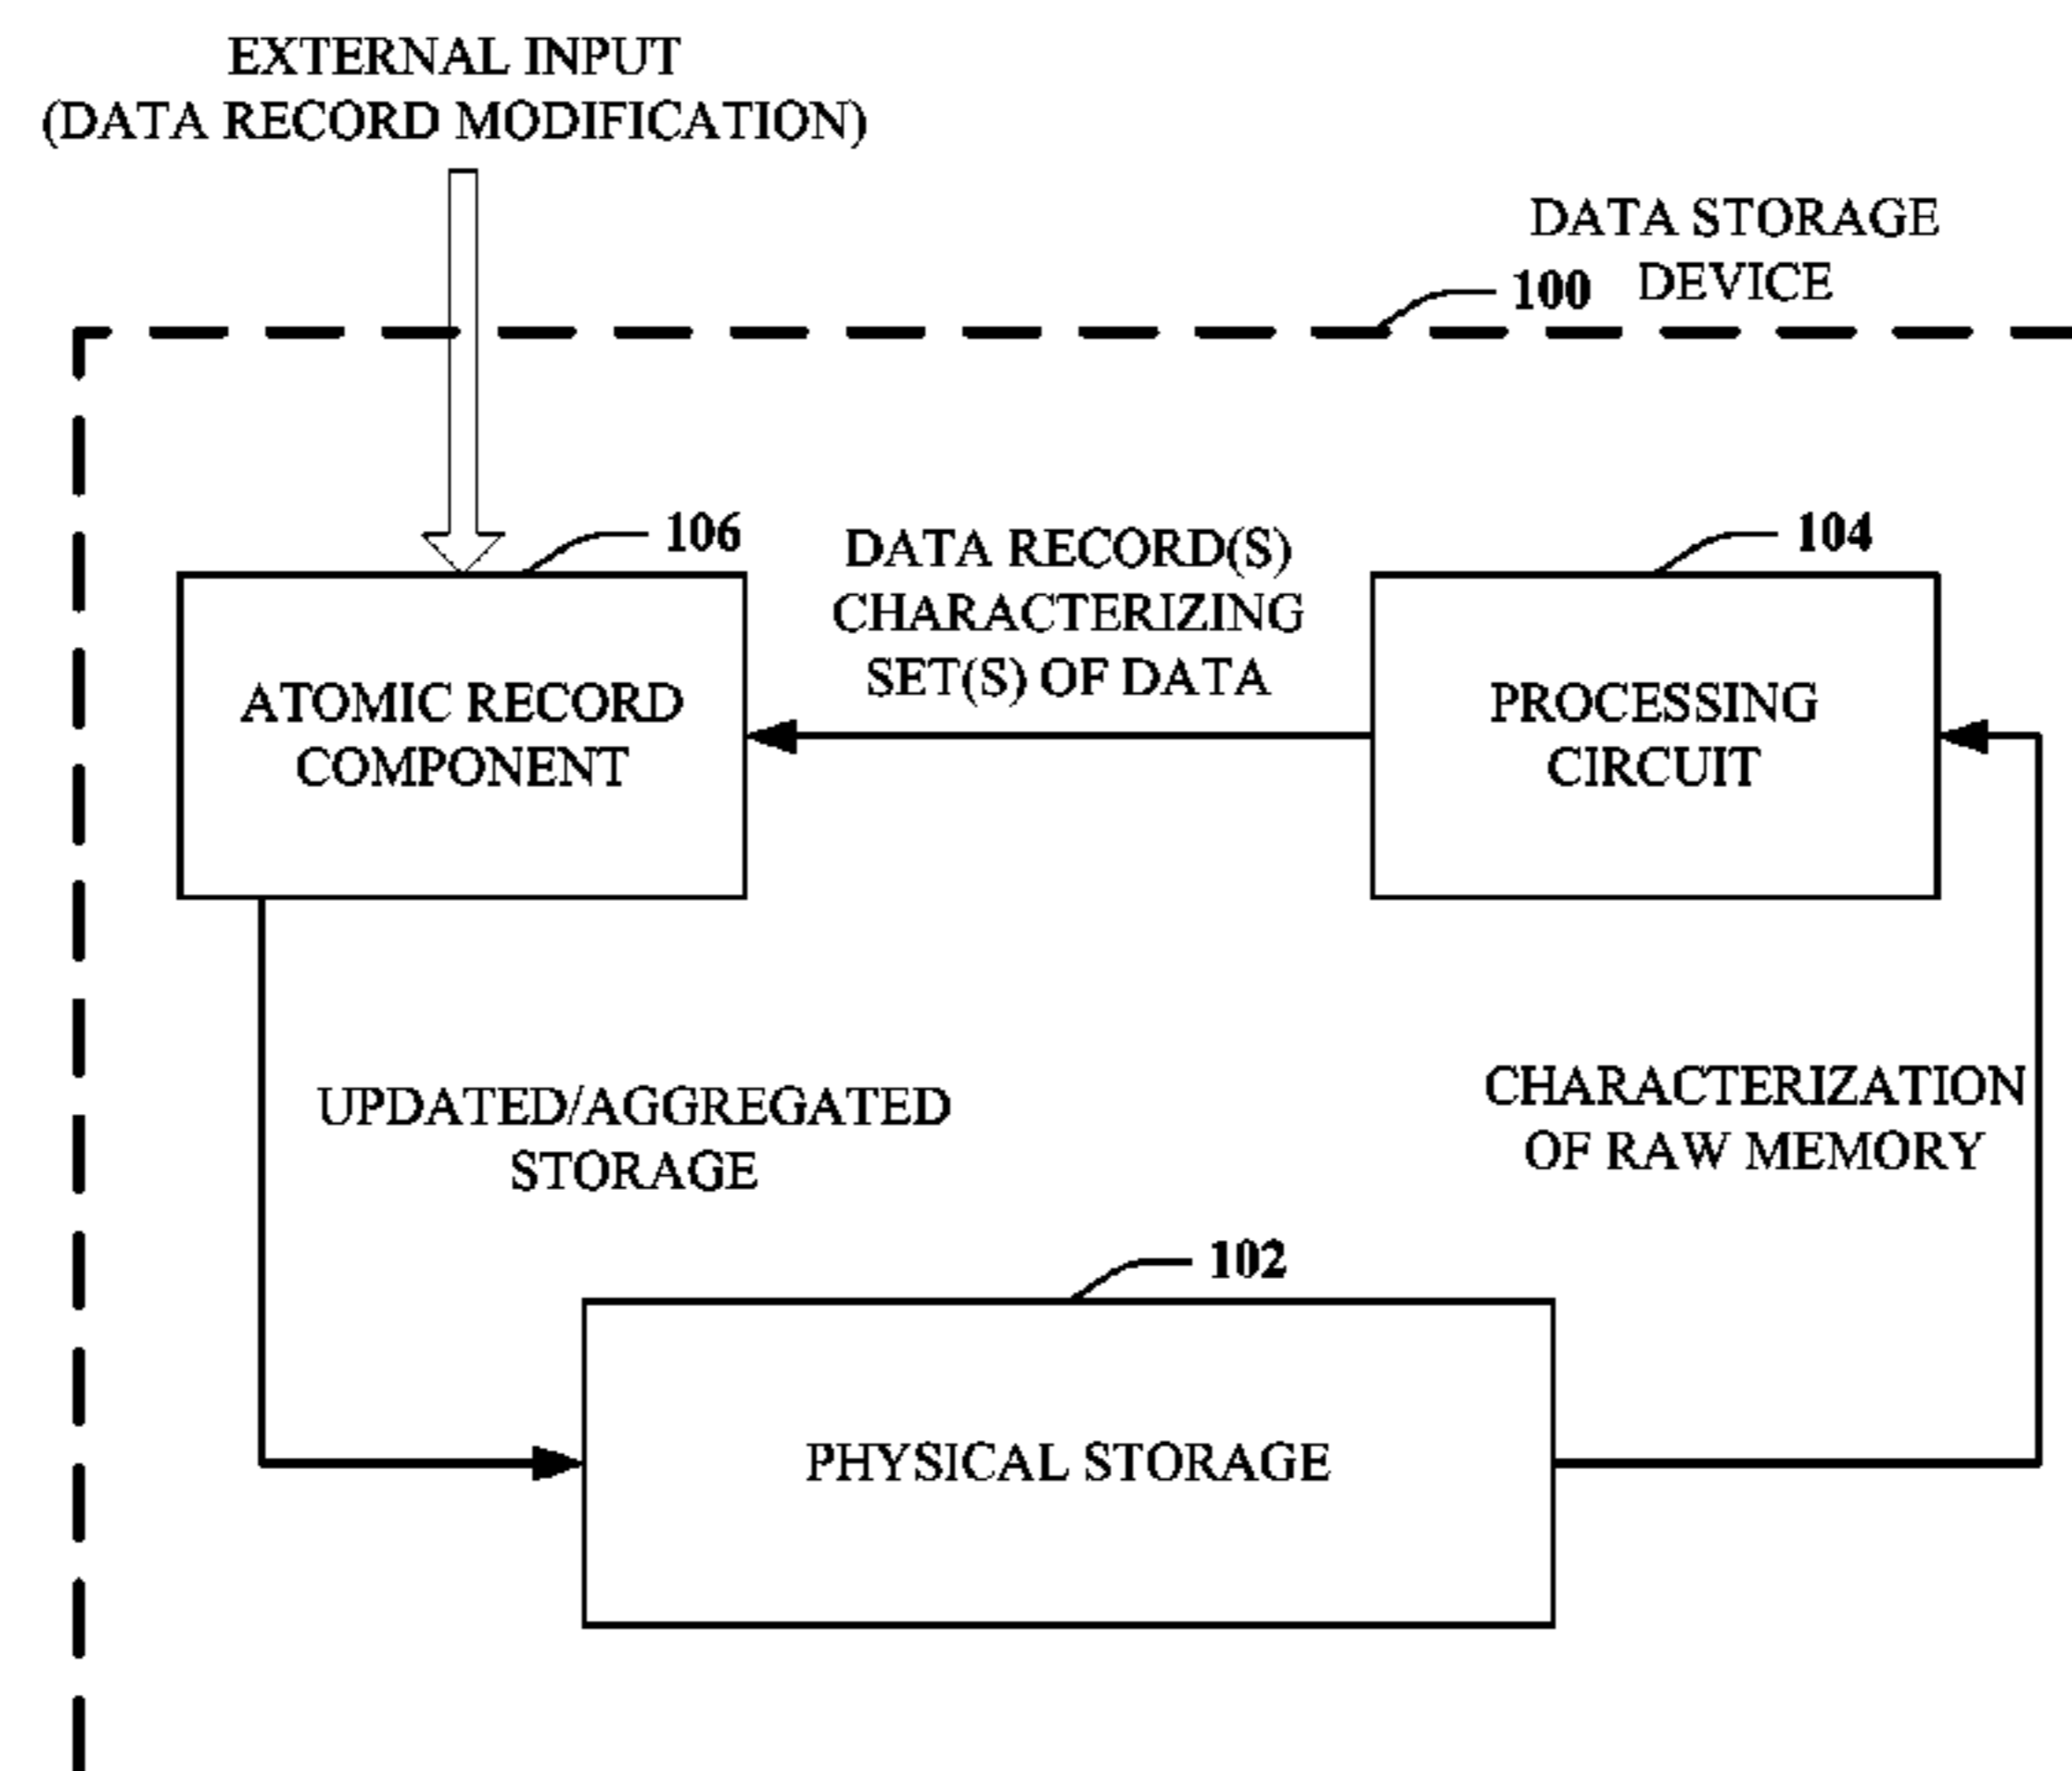 EXTERNAL INPUT
(DATA RECORD MODIFICATION)
DATA STORAGE
100 DEVICE
106
DATA RECORD(S)
CHARACTERIZING
SET(S) OF DATA
104
ATOMIC RECORD
COMPONENT
PROCESSING
CIRCUIT
UPDATED/AGGREGATED
STORAGE
CHARACTERIZATION
OF RAW MEMORY
102
PHYSICAL STORAGE